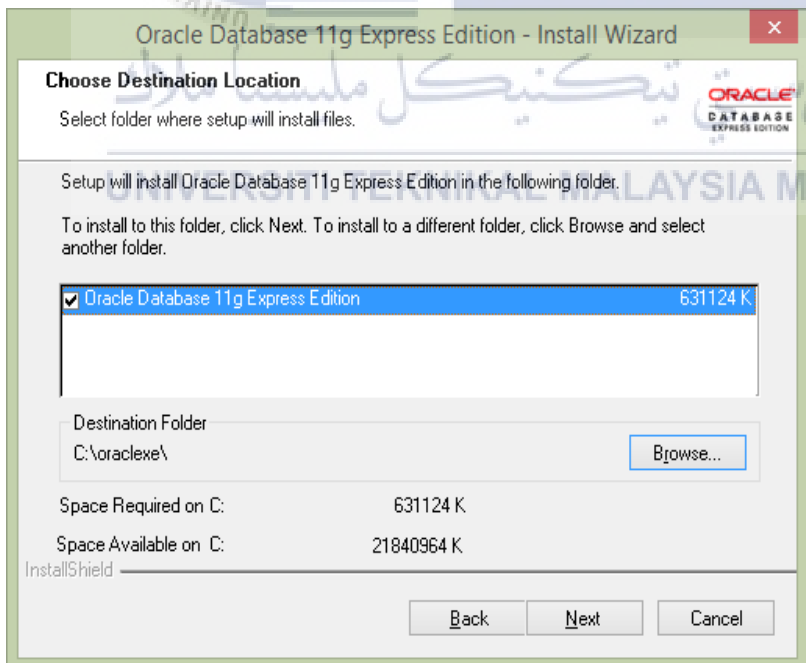 Oracle Database 11g Express Edition - Install Wizard
Choose Destination Location
Select folder where setup will install files.
ORACLE
DATABASE
EXPRESS EDITION
Setup will install Oracle Database 11g Express Edition in the following folder.
UNIVERSITI TEKNIKAL MALAYSIA M
To install to this folder, click Next. To install to a different folder, click Browse and select
another folder.
Oracle Database 11g Express Edition 631124 K
Destination Folder
C:\oraclexe\
Browse...
Space Required on C: 631124 K
Space Available on C: 21840964 K
InstallShield
Back Next Cancel